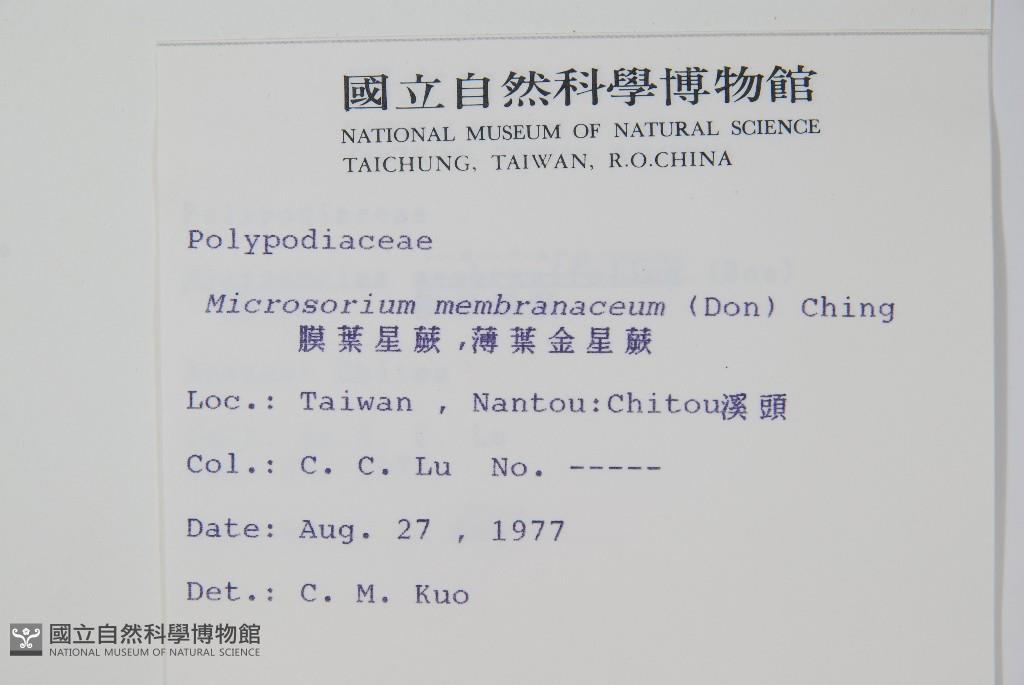 國立自然科學博物館
NATIONAL MUSEUM OF NATURAL SCIENCE
TAICHUNG, TAIWAN, R.O.CHINA
Polypodiaceae
Microsorium membranaceum (Don) Ching
膜葉星蕨,薄葉金星蕨
Loc.: Taiwan , Nantou:Chitou溪頭
Col.: C. C. Lu No. -----
Date: Aug. 27 , 1977
Det.: C. M. Kuo
國立自然科學博物館
NATIONAL MUSEUM OF NATURAL SCIENCE